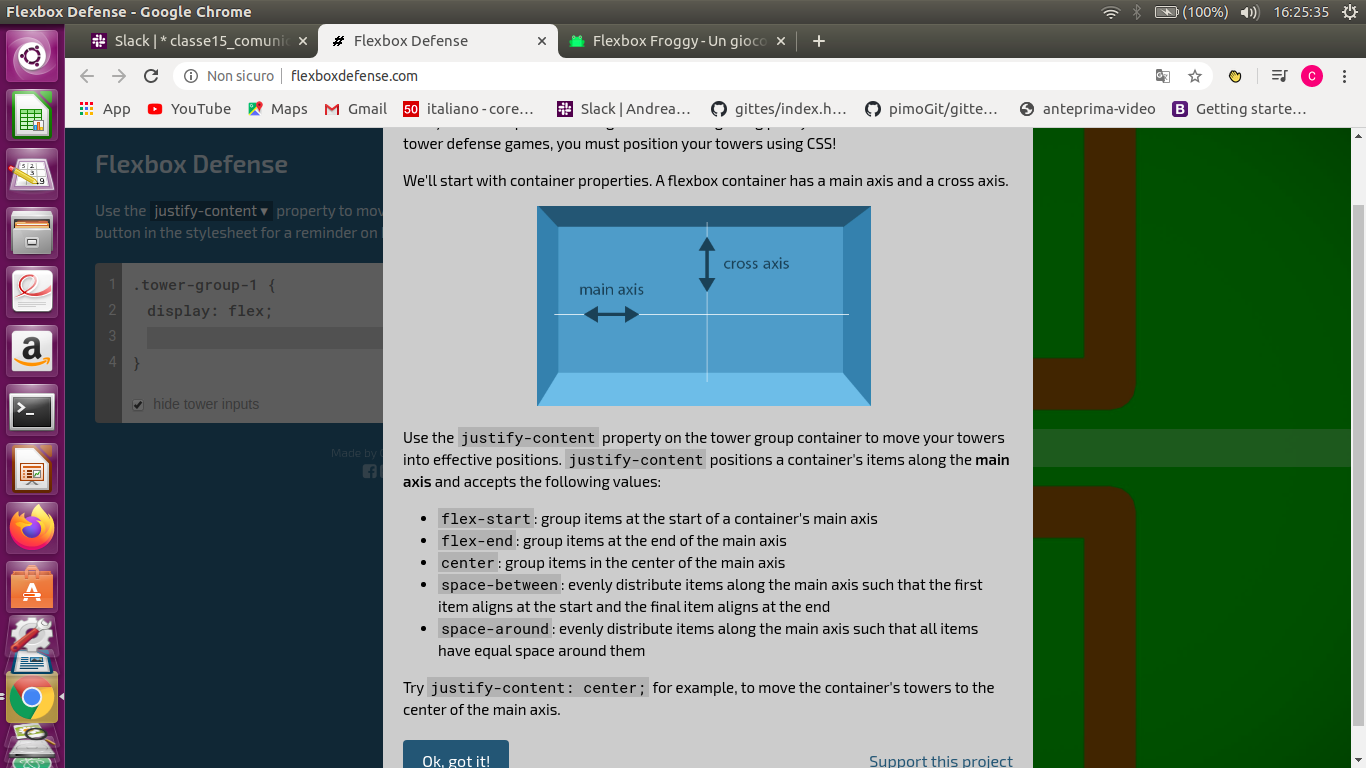 Flexbox Defense - Google Chrome
(100%)
16:25:35
Slack | * classe15_comunic
Flexbox Defense
Flexbox Froggy - Un gioco
Non sicuro
flexboxdefense.com
C
App
YouTube
Maps
Gmail
50
italiano - core…
Slack | Andrea…
gittes/index.h…
pimoGit/gitte…
anteprima-video
B
Getting starte…
Flexbox Defense
Use the justify-content ▾ property to mov
button in the stylesheet for a reminder on
1 .tower-group-1 {
2 display: flex;
3
4 }
hide tower inputs
Made by
tower defense games, you must position your towers using CSS!
We'll start with container properties. A flexbox container has a main axis and a cross axis.
cross axis
main axis
Use the justify-content property on the tower group container to move your towers
into effective positions. justify-content positions a container's items along the main
axis and accepts the following values:
flex-start: group items at the start of a container's main axis
flex-end: group items at the end of the main axis
center: group items in the center of the main axis
space-between: evenly distribute items along the main axis such that the first
item aligns at the start and the final item aligns at the end
space-around: evenly distribute items along the main axis such that all items
have equal space around them
Try justify-content: center; for example, to move the container's towers to the
center of the main axis.
Ok, got it!
Support this project